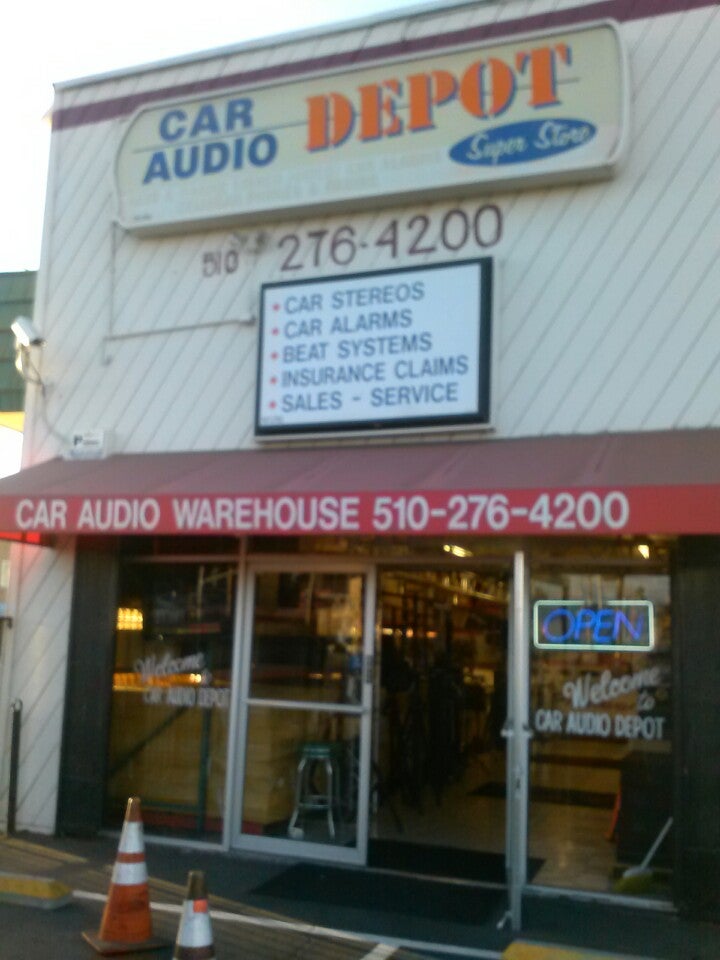 CAR AUDIO DEPOT
Super Store
510 276-4200
CAR STEREOS
CAR ALARMS
BEAT SYSTEMS
INSURANCE CLAIMS
SALES - SERVICE
CAR AUDIO WAREHOUSE 510-276-4200
OPEN
Welcome
CAR AUDIO DEPOT
Welcome
to
CAR AUDIO DEPOT